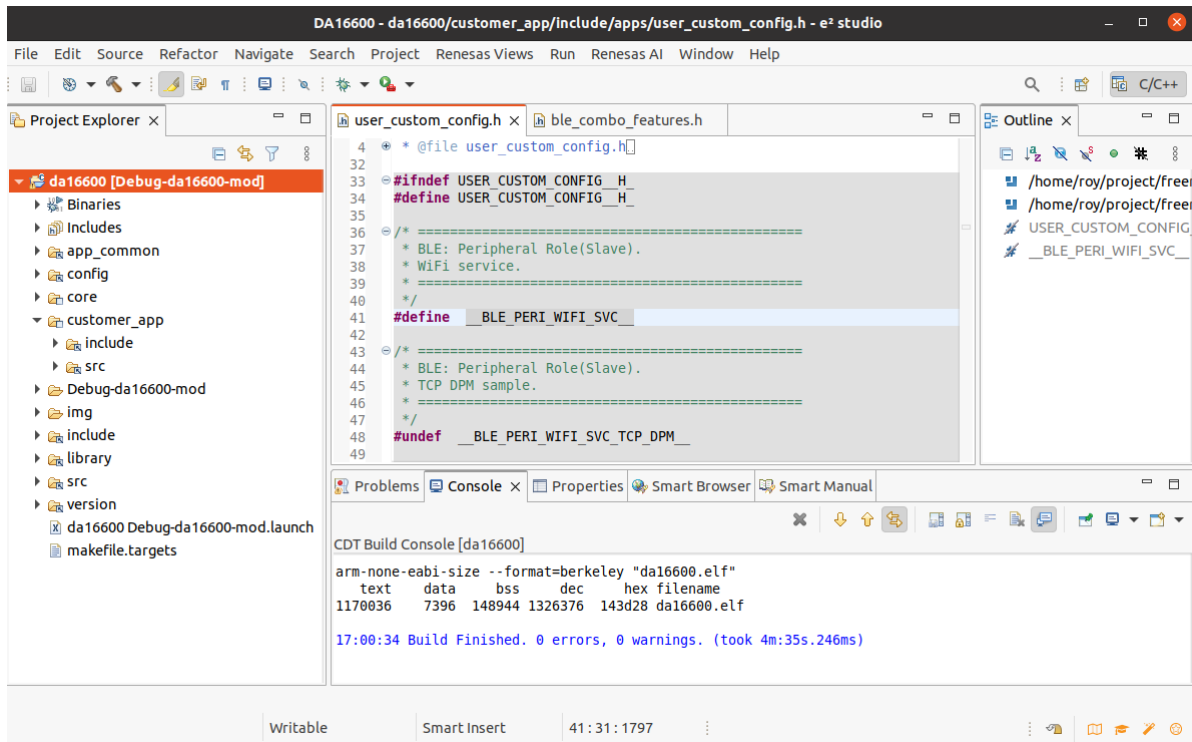 DA16600 - da16600/customer_app/include/apps/user_custom_config.h - e² studio
File Edit Source Refactor Navigate Search Project Renesas Views Run Renesas AI Window Help
C/C++
Project Explorer
da16600 [Debug-da16600-mod]
Binaries
Includes
app_common
config
core
customer_app
include
src
Debug-da16600-mod
img
include
library
src
version
da16600 Debug-da16600-mod.launch
makefile.targets
user_custom_config.h ble_combo_features.h
4 * @file user_custom_config.h
32
33 #ifndef USER_CUSTOM_CONFIG__H_
34 #define USER_CUSTOM_CONFIG__H_
35
36 /* ================================================
37 * BLE: Peripheral Role(Slave).
38 * WiFi service.
39 * ================================================
40 */
41 #define __BLE_PERI_WIFI_SVC__
42
43 /* ================================================
44 * BLE: Peripheral Role(Slave).
45 * TCP DPM sample.
46 * ================================================
47 */
48 #undef __BLE_PERI_WIFI_SVC_TCP_DPM__
49
Outline
/home/roy/project/freer
/home/roy/project/freer
USER_CUSTOM_CONFIG_
__BLE_PERI_WIFI_SVC__
Problems Console Properties Smart Browser Smart Manual
CDT Build Console [da16600]
arm-none-eabi-size --format=berkeley "da16600.elf"
text data bss dec hex filename
1170036 7396 148944 1326376 143d28 da16600.elf
17:00:34 Build Finished. 0 errors, 0 warnings. (took 4m:35s.246ms)
Writable Smart Insert 41 : 31 : 1797